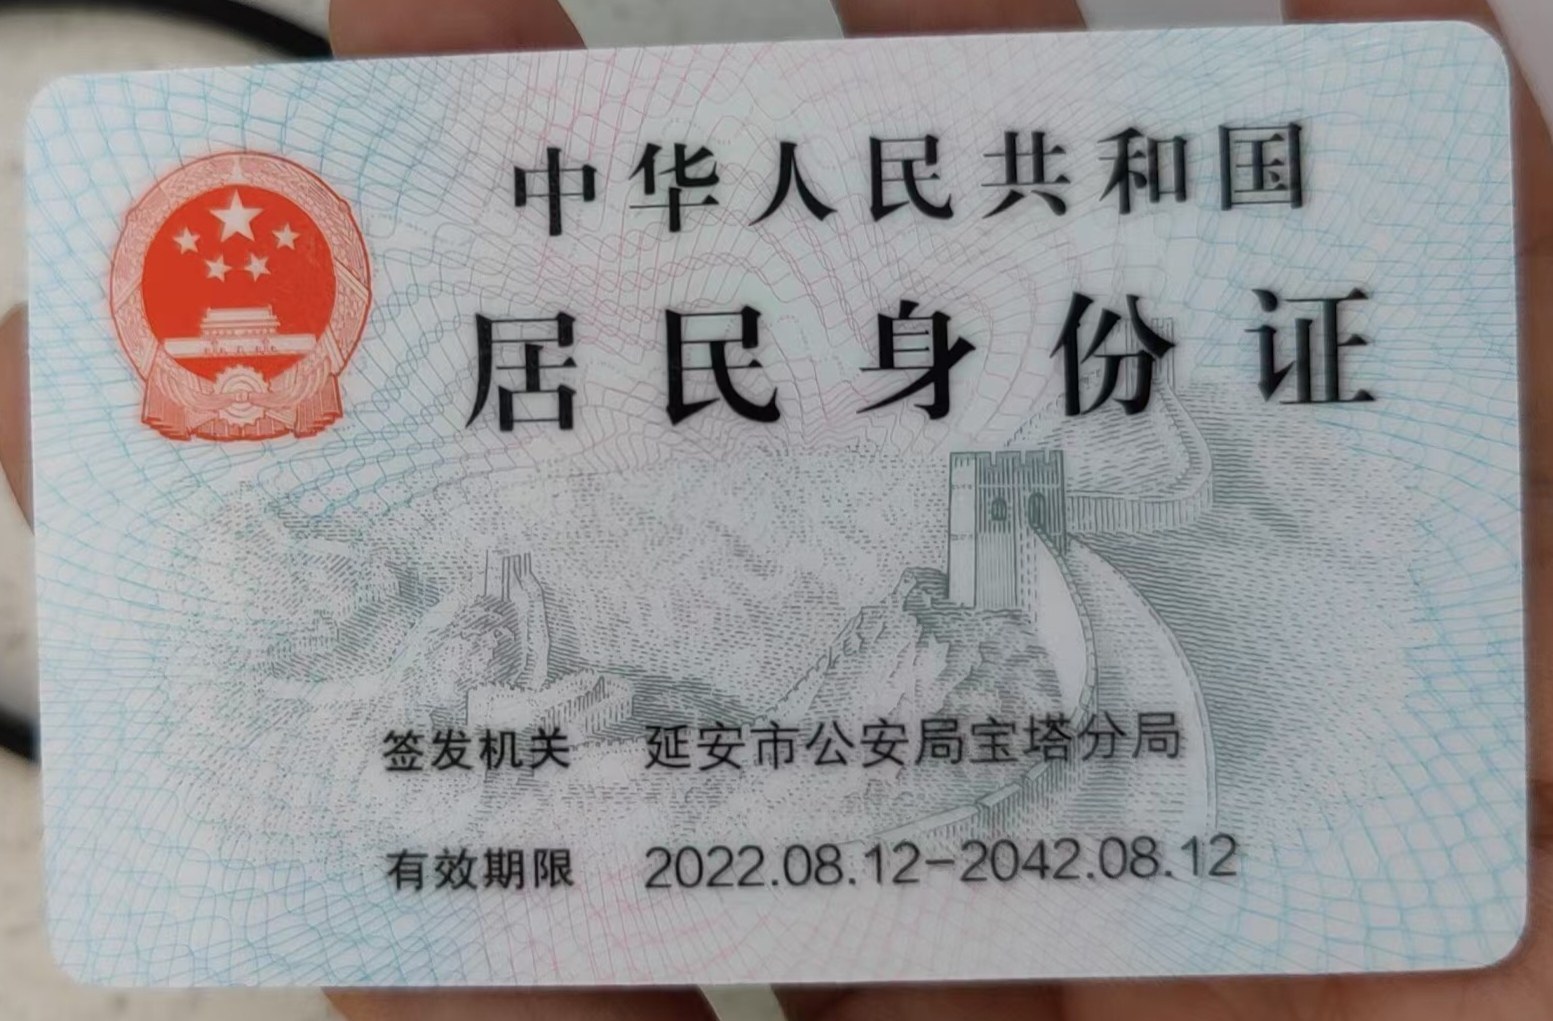 中华人民共和国
居民身份证
签发机关 延安市公安局宝塔分局
有效期限 2022.08.12-2042.08.12